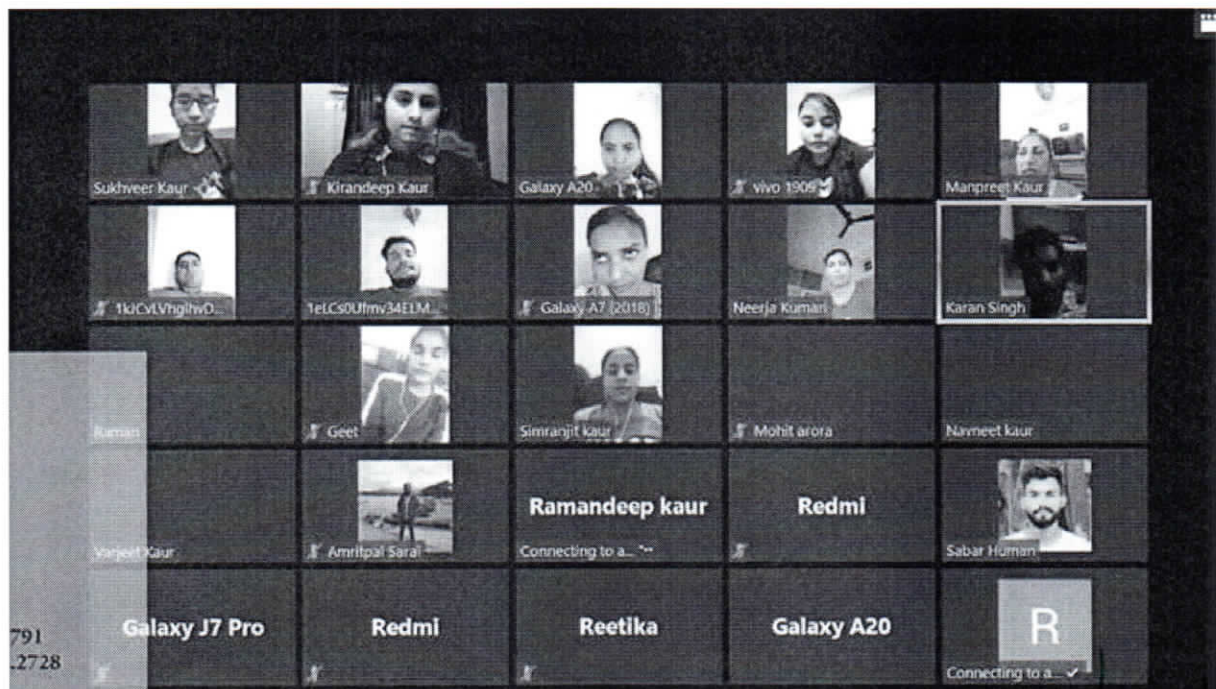 Sukhveer Kaur
Kirandeep Kaur
Galaxy A20
vivo 1909
Manpreet Kaur
Galaxy A7 (2018)
Neerja Kumari
Karan Singh
Raman
Geet
Simranjit kaur
Mohit arora
Navneet kaur
Varjeet Kaur
Amritpal Sarai
Ramandeep kaur
Connecting to a...
Redmi
Sabar Human
Galaxy J7 Pro
Redmi
Reetika
Galaxy A20
R
Connecting to a...
791
.2728